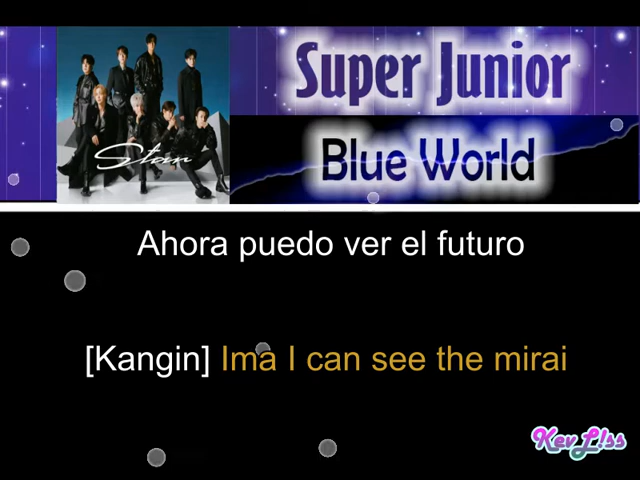 Super Junior
Star
Blue World
Ahora puedo ver el futuro
[Kangin] Ima I can see the mirai
KevL!ss